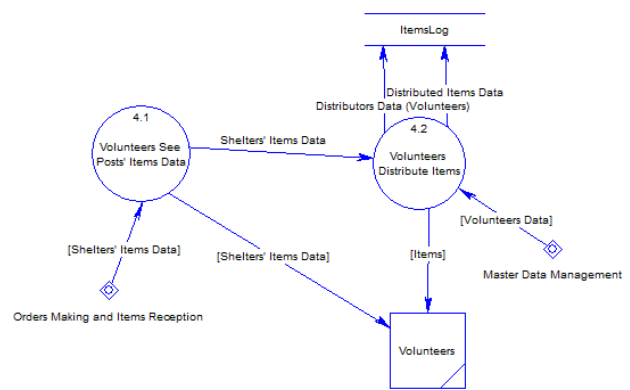 ItemsLog
Distributed Items Data
Distributors Data (Volunteers)
4.1
Volunteers See
Posts' Items Data
Shelters' Items Data
4.2
Volunteers
Distribute Items
[Volunteers Data]
[Shelters' Items Data]
[Shelters' Items Data]
[Items]
Master Data Management
Orders Making and Items Reception
Volunteers